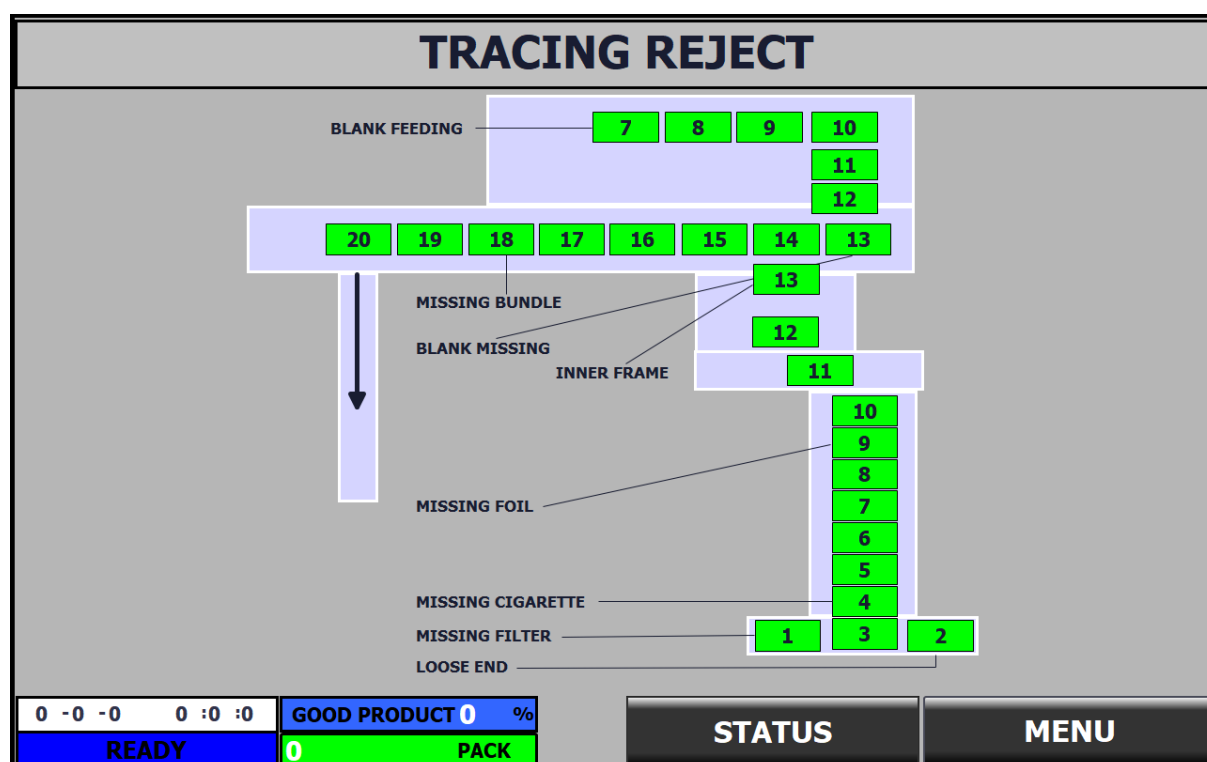 TRACING REJECT
BLANK FEEDING 7 8 9 10
11
12
20 19 18 17 16 15 14 13
13
MISSING BUNDLE
12
BLANK MISSING
INNER FRAME 11
10
9
8
MISSING FOIL 7
6
5
MISSING CIGARETTE 4
MISSING FILTER 1 3 2
LOOSE END
0 -0 -0 0 :0 :0 GOOD PRODUCT 0 % STATUS MENU
READY 0 PACK